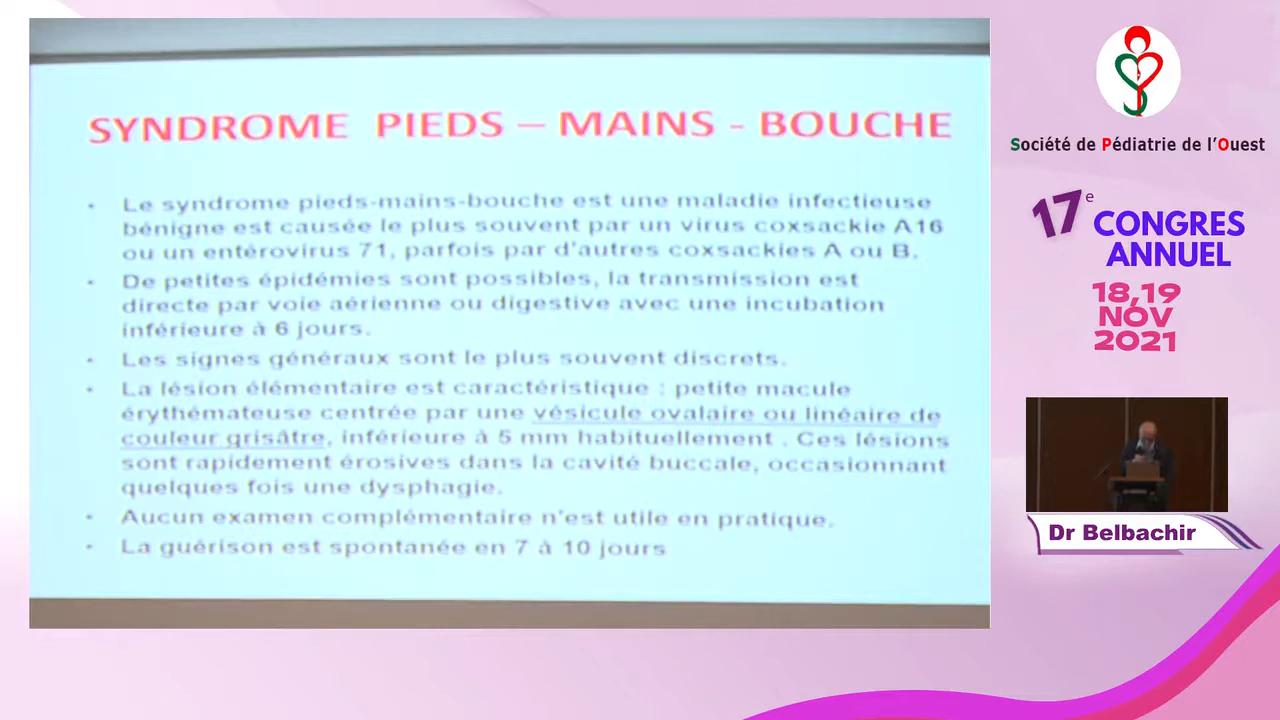 SYNDROME PIEDS – MAINS - BOUCHE
• Le syndrome pieds-mains-bouche est une maladie infectieuse
bénigne est causée le plus souvent par un virus coxsackie A16
ou un entérovirus 71, parfois par d'autres coxsackies A ou B.
• De petites épidémies sont possibles, la transmission est
directe par voie aérienne ou digestive avec une incubation
inférieure à 6 jours.
• Les signes généraux sont le plus souvent discrets.
• La lésion élémentaire est caractéristique : petite macule
érythémateuse centrée par une vésicule ovalaire ou linéaire de
couleur grisâtre, inférieure à 5 mm habituellement . Ces lésions
sont rapidement érosives dans la cavité buccale, occasionnant
quelques fois une dysphagie.
• Aucun examen complémentaire n'est utile en pratique.
• La guérison est spontanée en 7 à 10 jours
Société de Pédiatrie de l'Ouest
17e CONGRES
ANNUEL
18,19
NOV
2021
Dr Belbachir